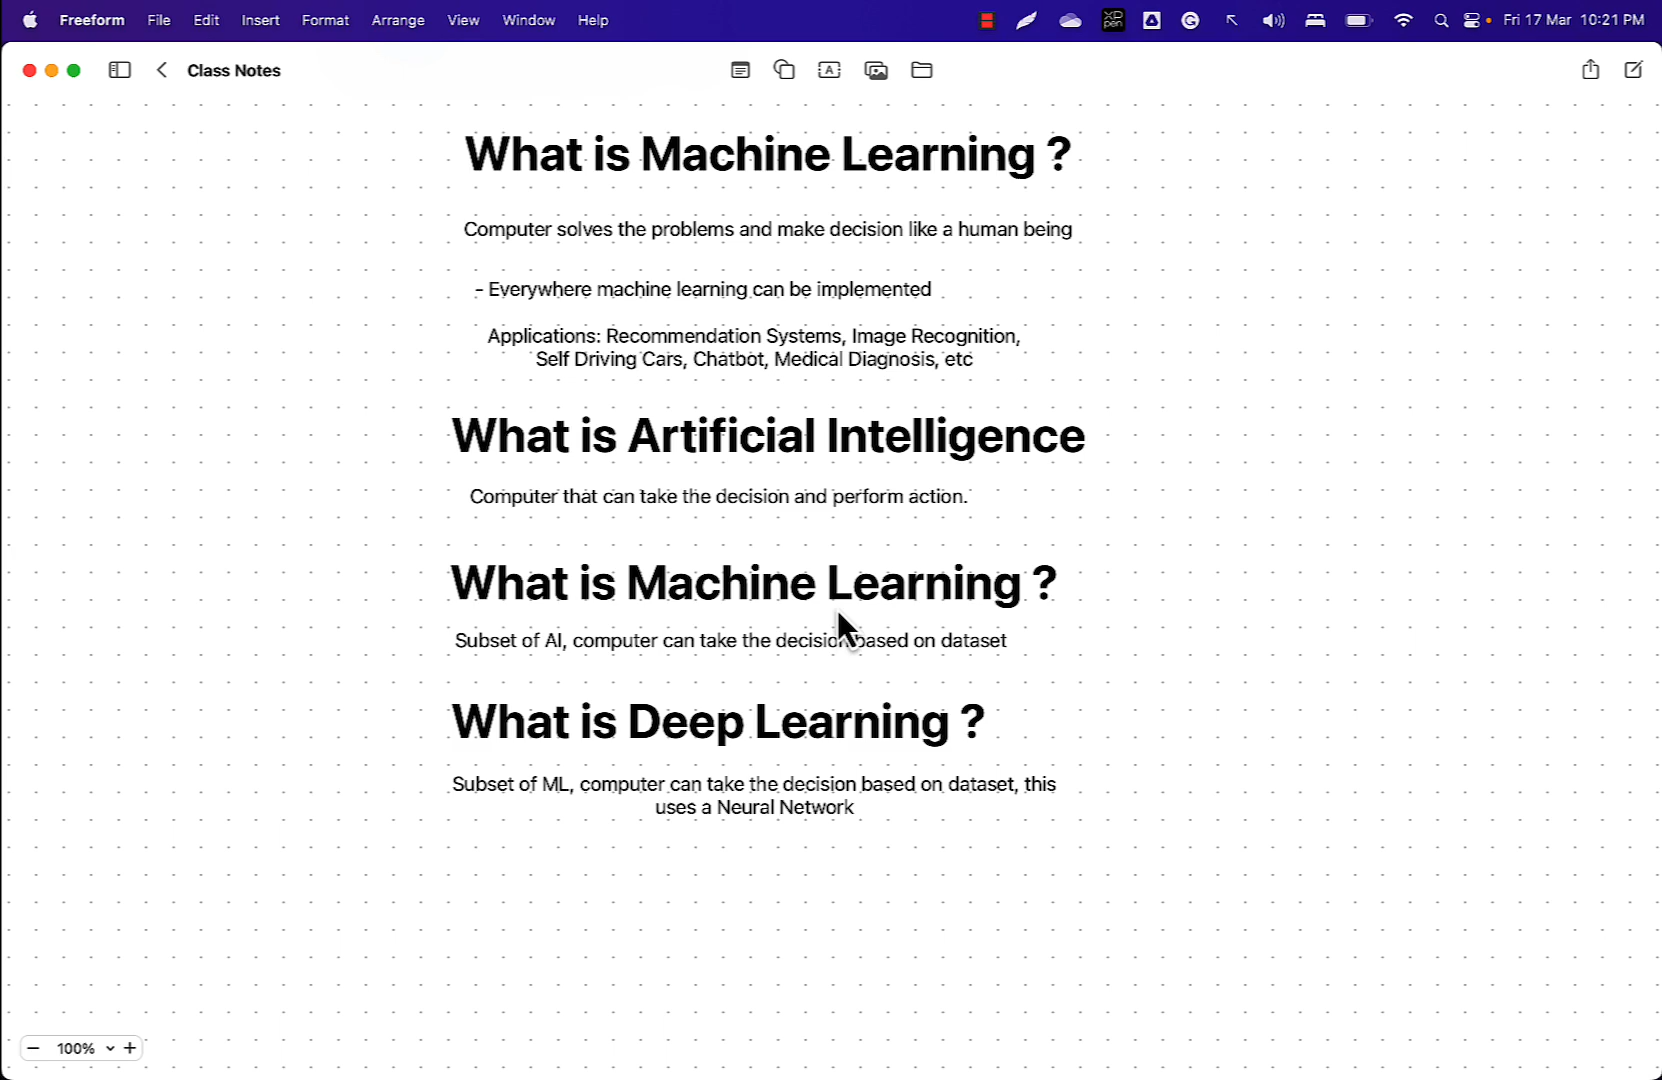 Freeform File Edit Insert Format Arrange View Window Help Fri 17 Mar 10:21 PM
Class Notes
What is Machine Learning ?
Computer solves the problems and make decision like a human being
- Everywhere machine learning can be implemented
Applications: Recommendation Systems, Image Recognition,
Self Driving Cars, Chatbot, Medical Diagnosis, etc
What is Artificial Intelligence
Computer that can take the decision and perform action.
What is Machine Learning ?
Subset of AI, computer can take the decision based on dataset
What is Deep Learning ?
Subset of ML, computer can take the decision based on dataset, this
uses a Neural Network
100%